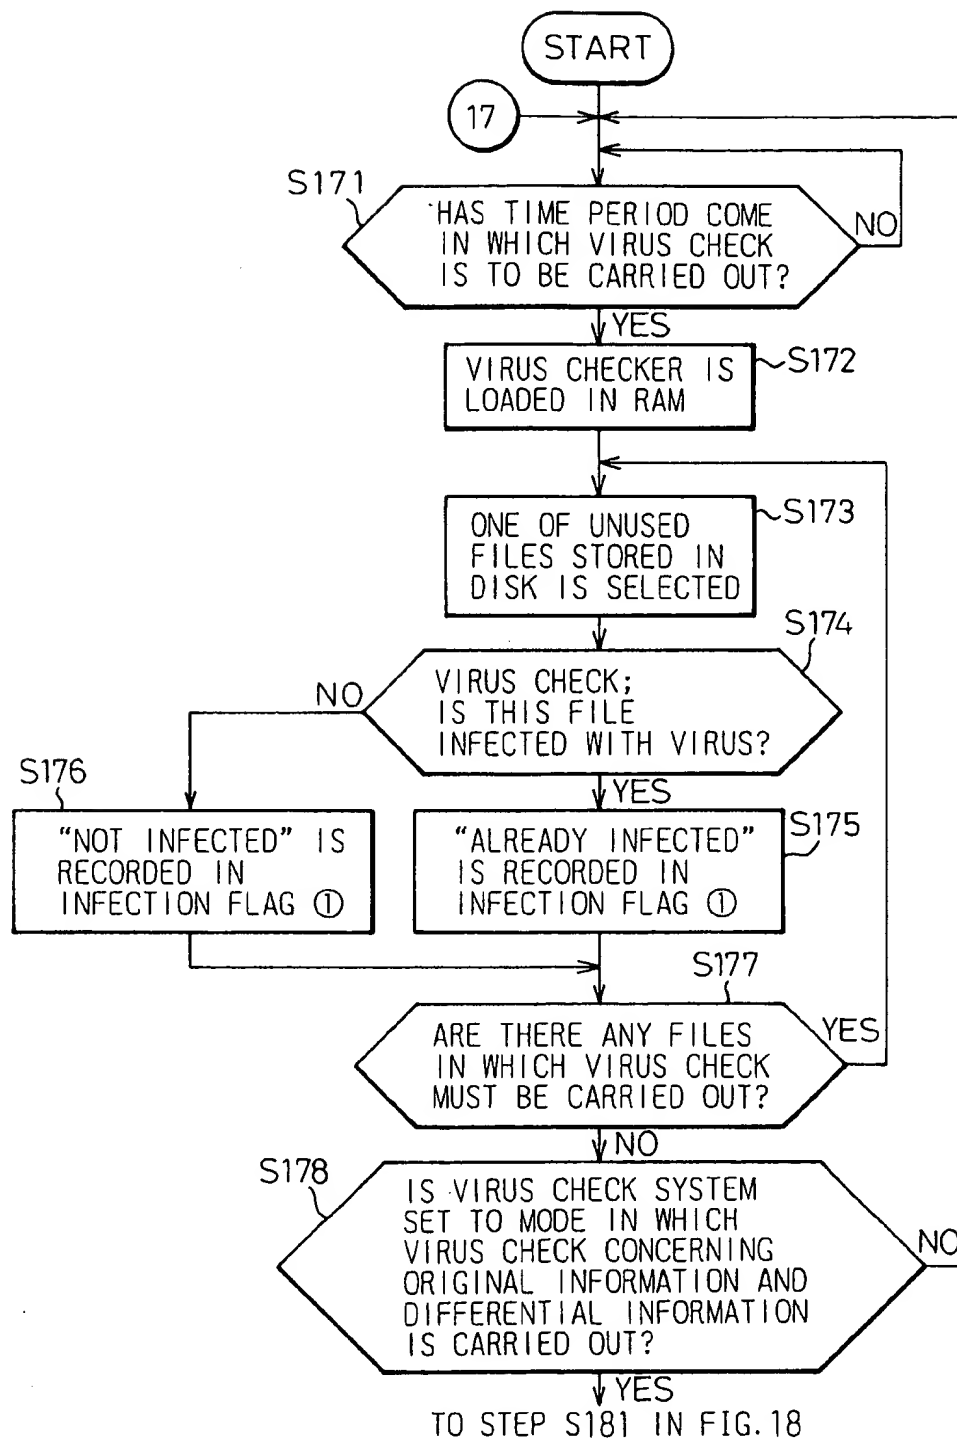 START
17
S171
HAS TIME PERIOD COME
IN WHICH VIRUS CHECK
IS TO BE CARRIED OUT?
NO
YES
S172
VIRUS CHECKER IS
LOADED IN RAM
S173
ONE OF UNUSED
FILES STORED IN
DISK IS SELECTED
S174
VIRUS CHECK;
IS THIS FILE
INFECTED WITH VIRUS?
NO
YES
S176
“NOT INFECTED” IS
RECORDED IN
INFECTION FLAG ①
S175
“ALREADY INFECTED”
IS RECORDED IN
INFECTION FLAG ①
S177
ARE THERE ANY FILES
IN WHICH VIRUS CHECK
MUST BE CARRIED OUT?
YES
NO
S178
IS VIRUS CHECK SYSTEM
SET TO MODE IN WHICH
VIRUS CHECK CONCERNING
ORIGINAL INFORMATION AND
DIFFERENTIAL INFORMATION
IS CARRIED OUT?
NO
YES
TO STEP S181 IN FIG. 18